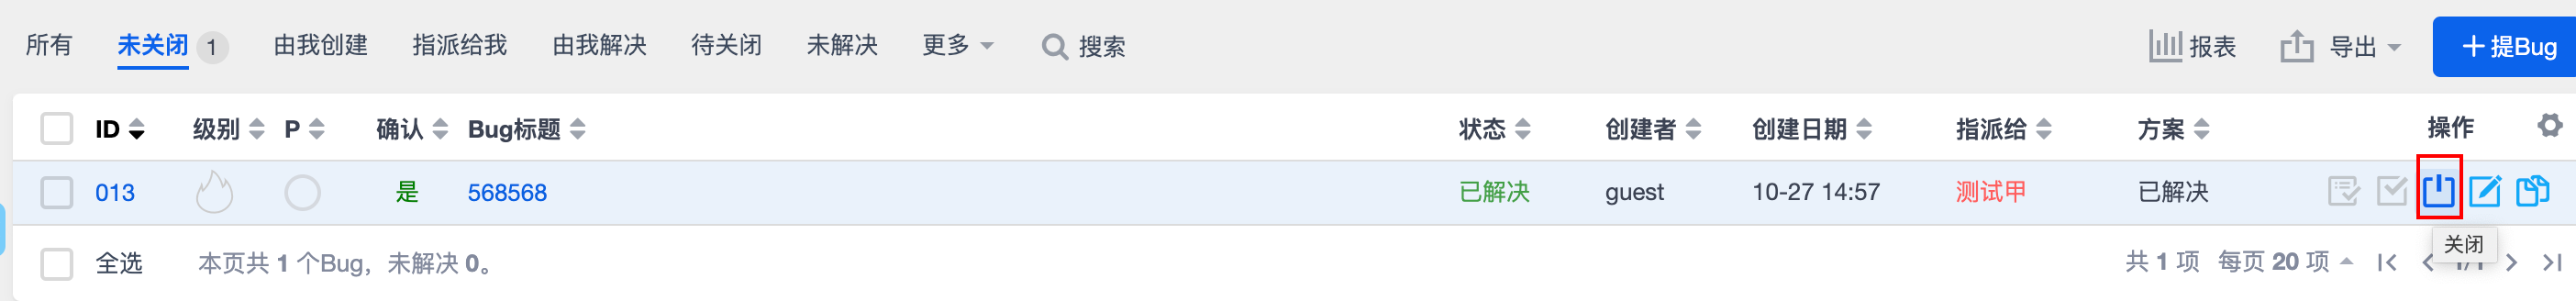 所有 未关闭 1 由我创建 指派给我 由我解决 待关闭 未解决 更多 搜索 报表 导出 +提Bug
ID 级别 P 确认 Bug标题 状态 创建者 创建日期 指派给 方案 操作
013 是 568568 已解决 guest 10-27 14:57 测试甲 已解决
关闭
全选 本页共 1 个Bug，未解决 0。 共 1 项 每页 20 项